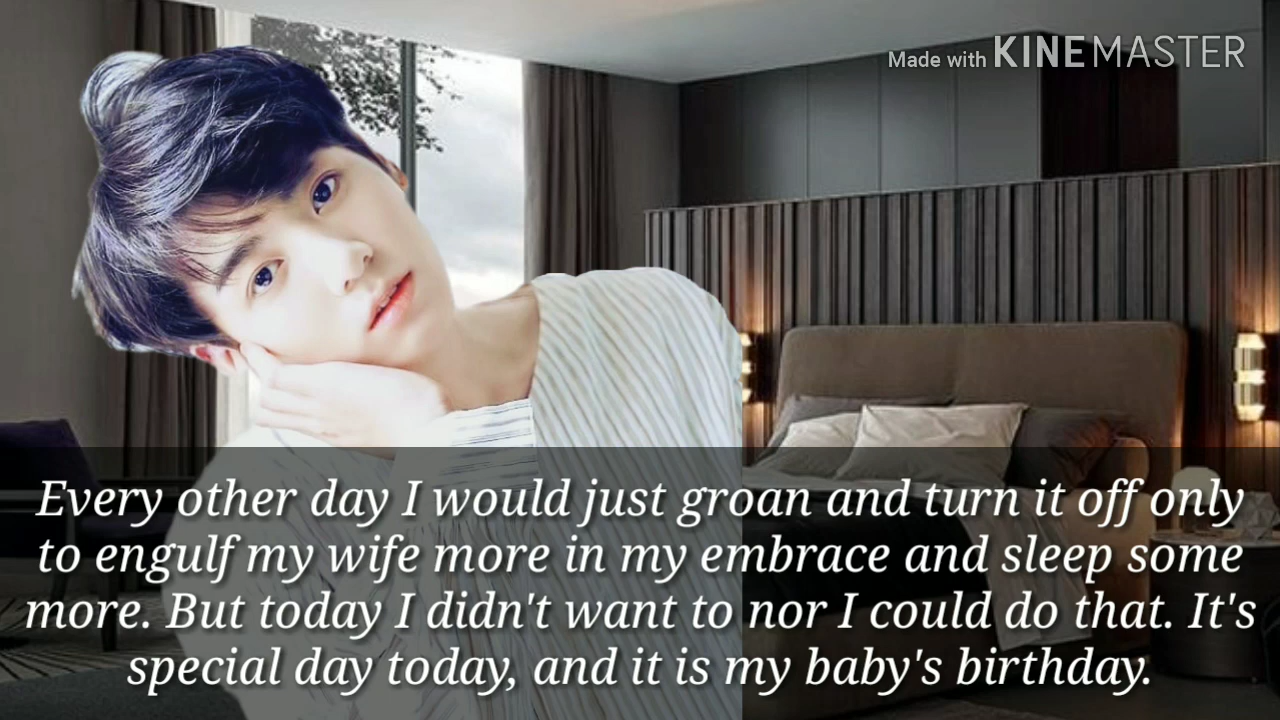 Made with KINEMASTER
Every other day I would just groan and turn it off only
to engulf my wife more in my embrace and sleep some
more. But today I didn't want to nor I could do that. It's
special day today, and it is my baby's birthday.